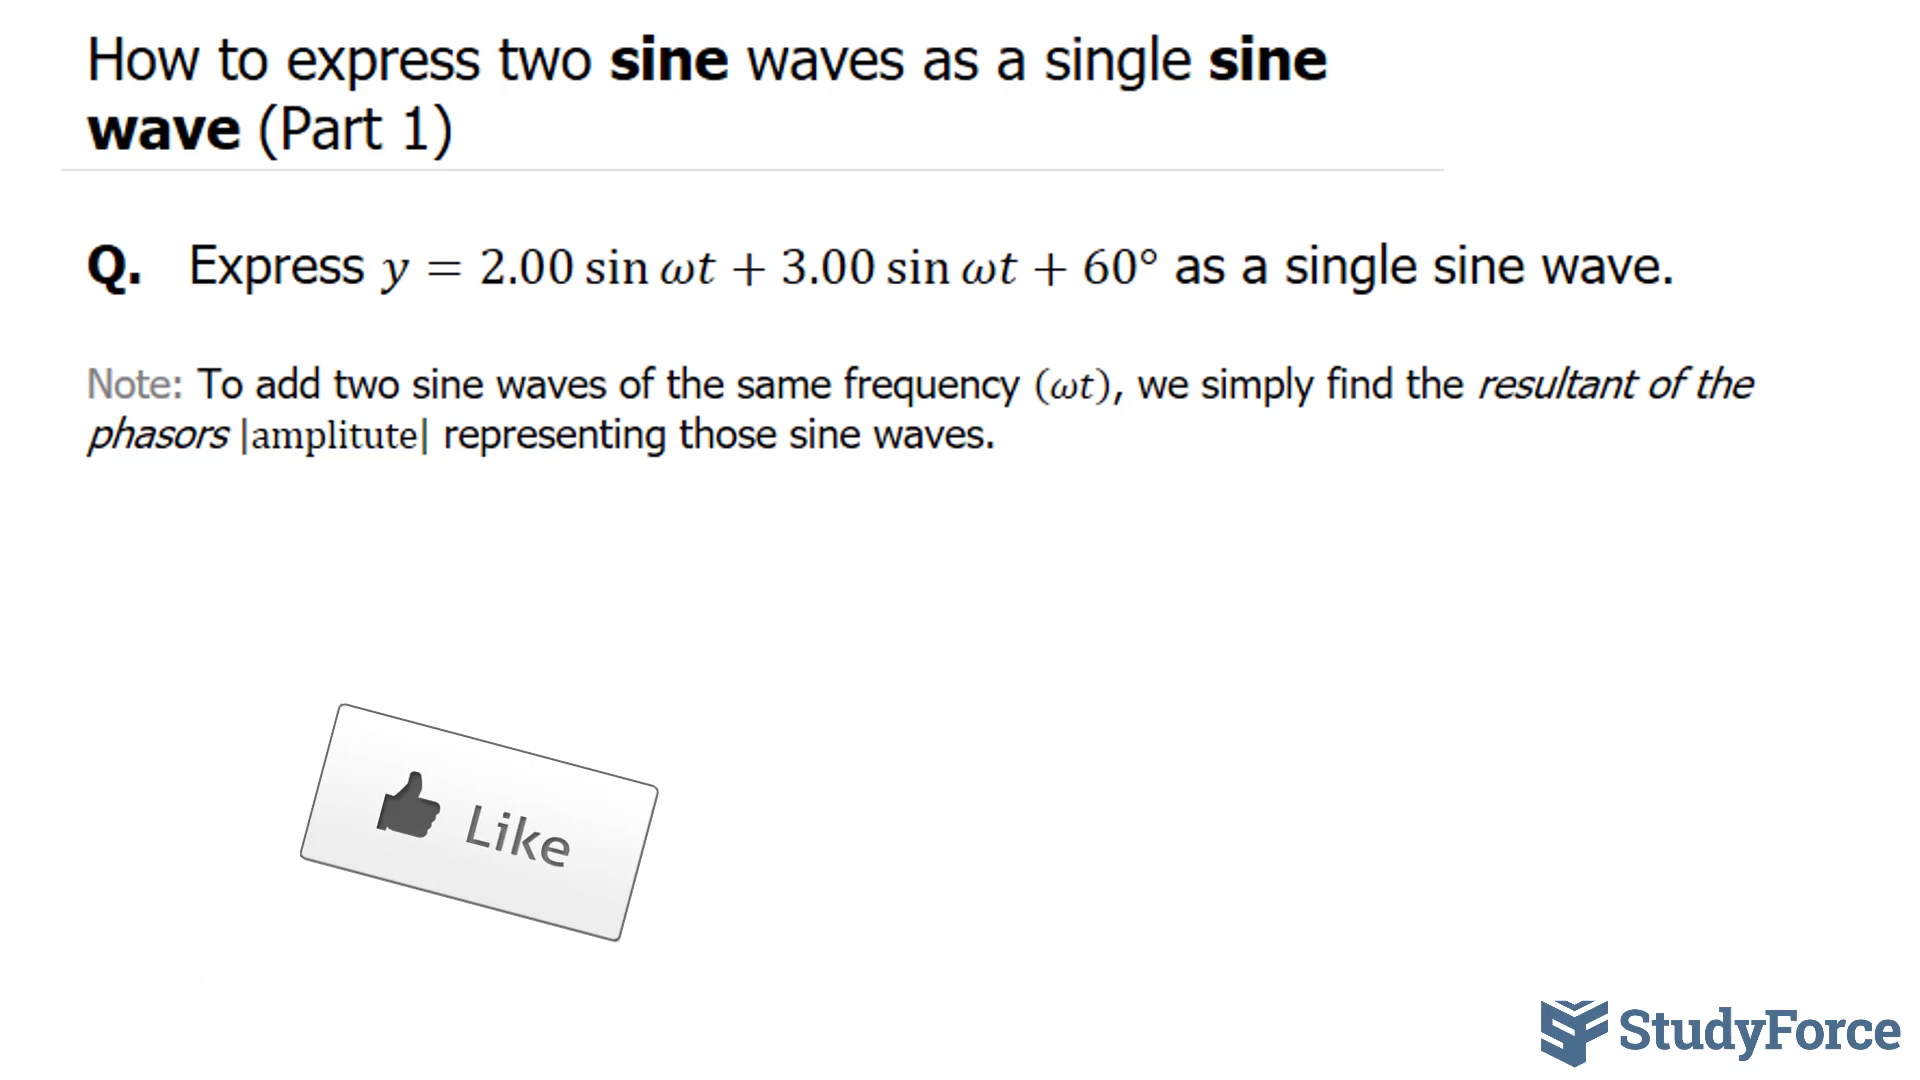 How to express two sine waves as a single sine
wave (Part 1)
Q. Express y = 2.00 sin ωt + 3.00 sin ωt + 60° as a single sine wave.
Note: To add two sine waves of the same frequency (ωt), we simply find the resultant of the
phasors |amplitute| representing those sine waves.
Like
StudyForce